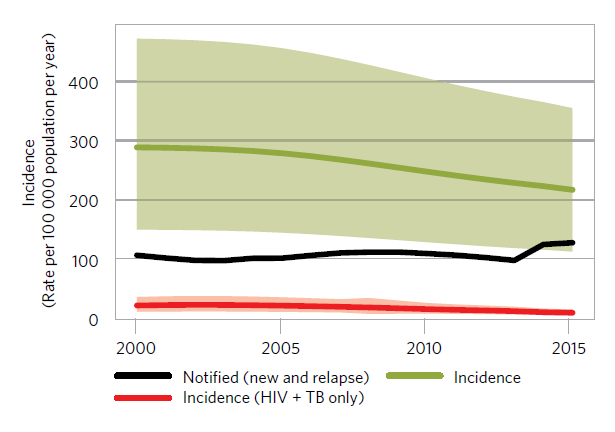 Incidence
(Rate per 100 000 population per year)
400
300
200
100
0
2000 2005 2010 2015
Notified (new and relapse) Incidence
Incidence (HIV + TB only)